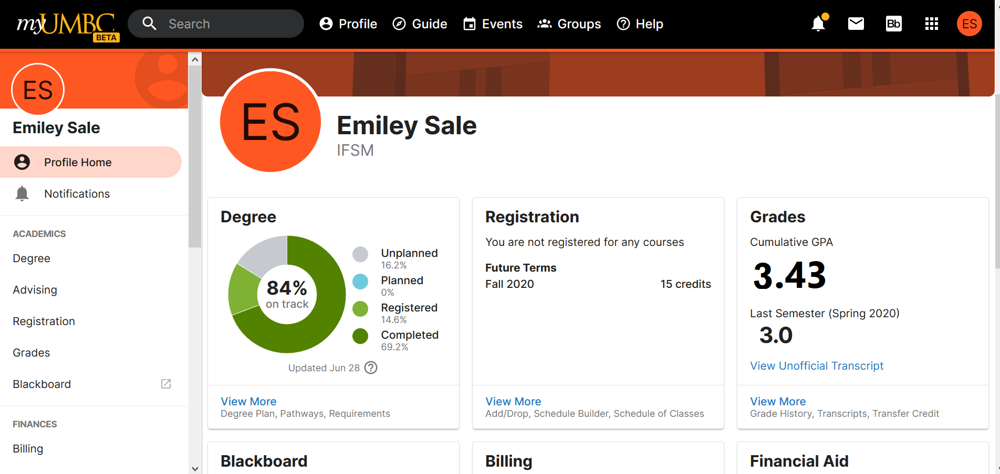 myUMBC
BETA
Search
Profile
Guide
Events
Groups
Help
Bb
ES
ES
Emiley Sale
Profile Home
Notifications
ACADEMICS
Degree
Advising
Registration
Grades
Blackboard
FINANCES
Billing
ES
Emiley Sale
IFSM
Degree
84%
on track
Unplanned
16.2%
Planned
0%
Registered
14.6%
Completed
69.2%
Updated Jun 28
View More
Degree Plan, Pathways, Requirements
Registration
You are not registered for any courses
Future Terms
Fall 2020 15 credits
View More
Add/Drop, Schedule Builder, Schedule of Classes
Grades
Cumulative GPA
3.43
Last Semester (Spring 2020)
3.0
View Unofficial Transcript
View More
Grade History, Transcripts, Transfer Credit
Blackboard
Billing
Financial Aid